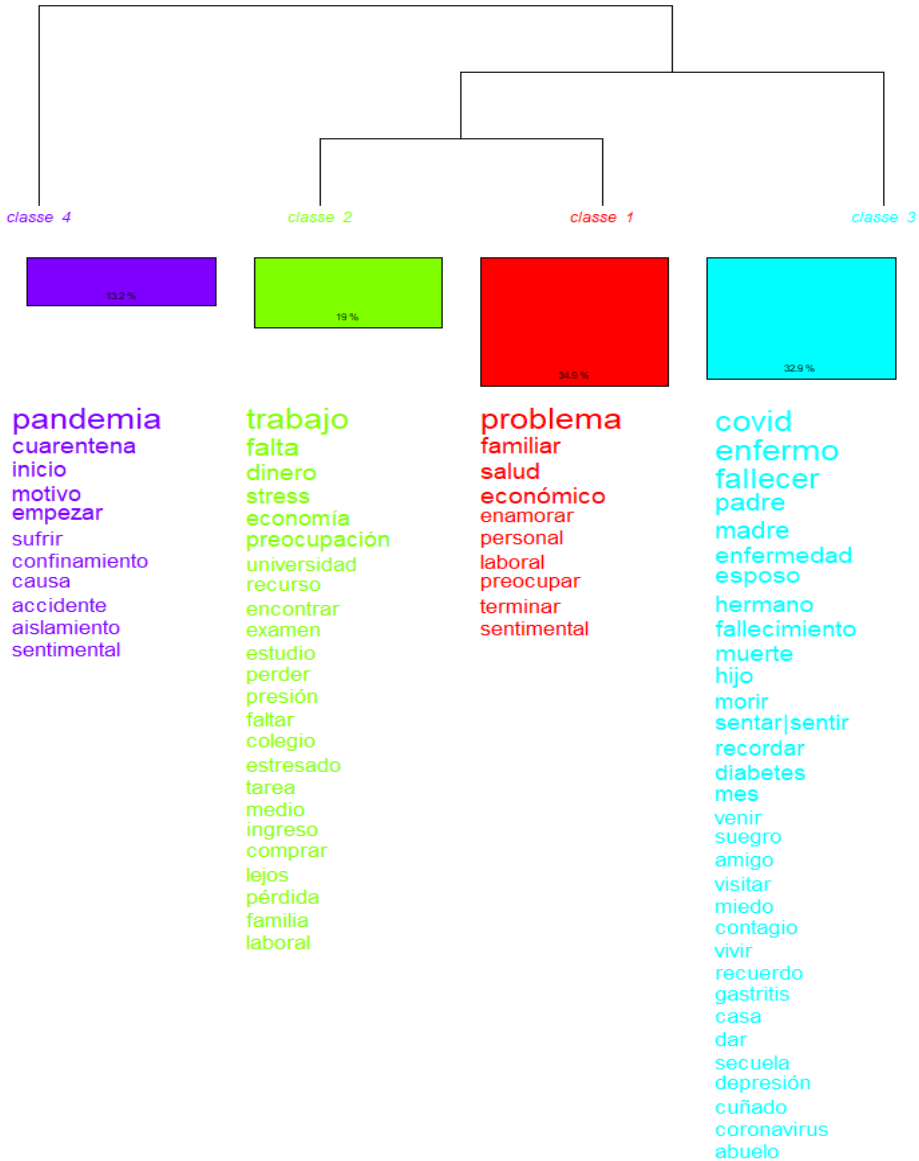 classe 4
classe 2
classe 1
classe 3
13.2 %
19 %
34.9 %
32.9 %
pandemia
cuarentena
inicio
motivo
empezar
sufrir
confinamiento
causa
accidente
aislamiento
sentimental
trabajo
falta
dinero
stress
economía
preocupación
universidad
recurso
encontrar
examen
estudio
perder
presión
faltar
colegio
estresado
tarea
medio
ingreso
comprar
lejos
pérdida
familia
laboral
problema
familiar
salud
económico
enamorar
personal
laboral
preocupar
terminar
sentimental
covid
enfermo
fallecer
padre
madre
enfermedad
esposo
hermano
fallecimiento
muerte
hijo
morir
sentar|sentir
recordar
diabetes
mes
venir
suegro
amigo
visitar
miedo
contagio
vivir
recuerdo
gastritis
casa
dar
secuela
depresión
cuñado
coronavirus
abuelo